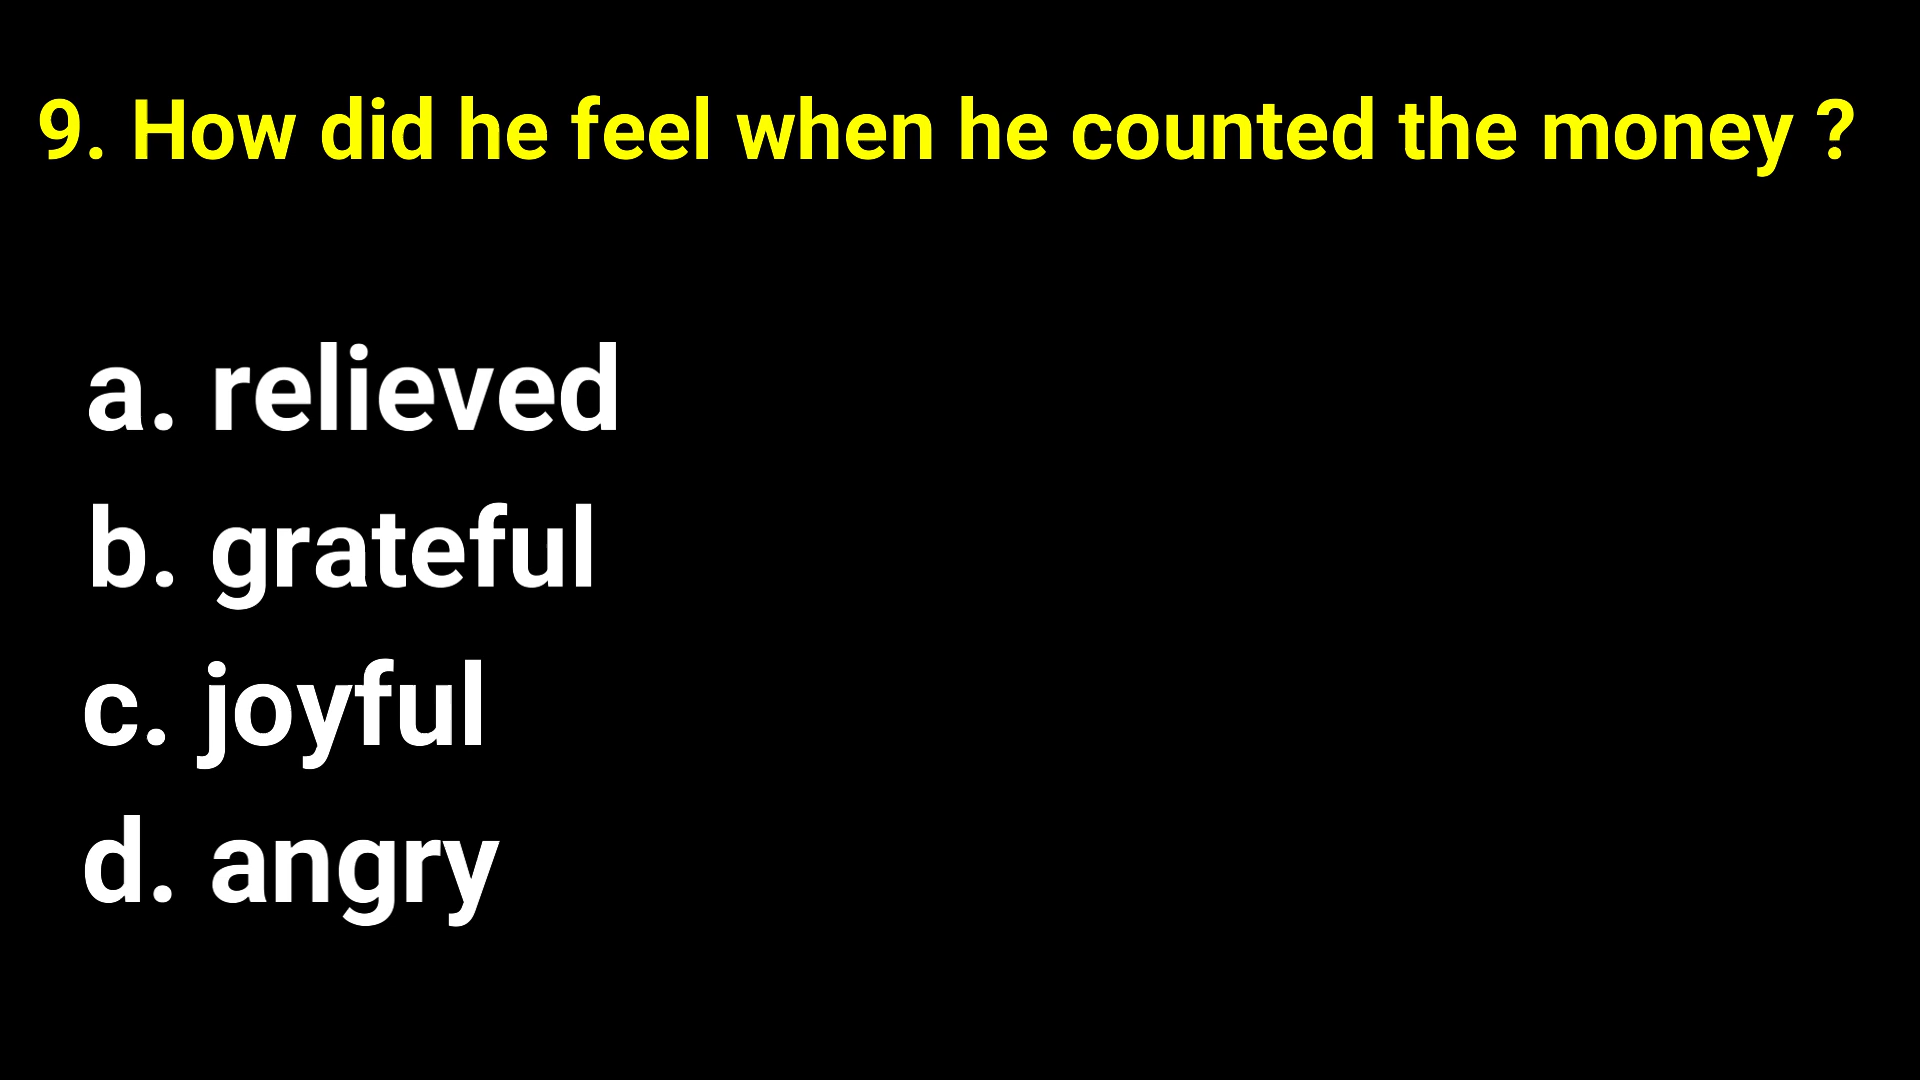 9. How did he feel when he counted the money ?
a. relieved
b. grateful
c. joyful
d. angry